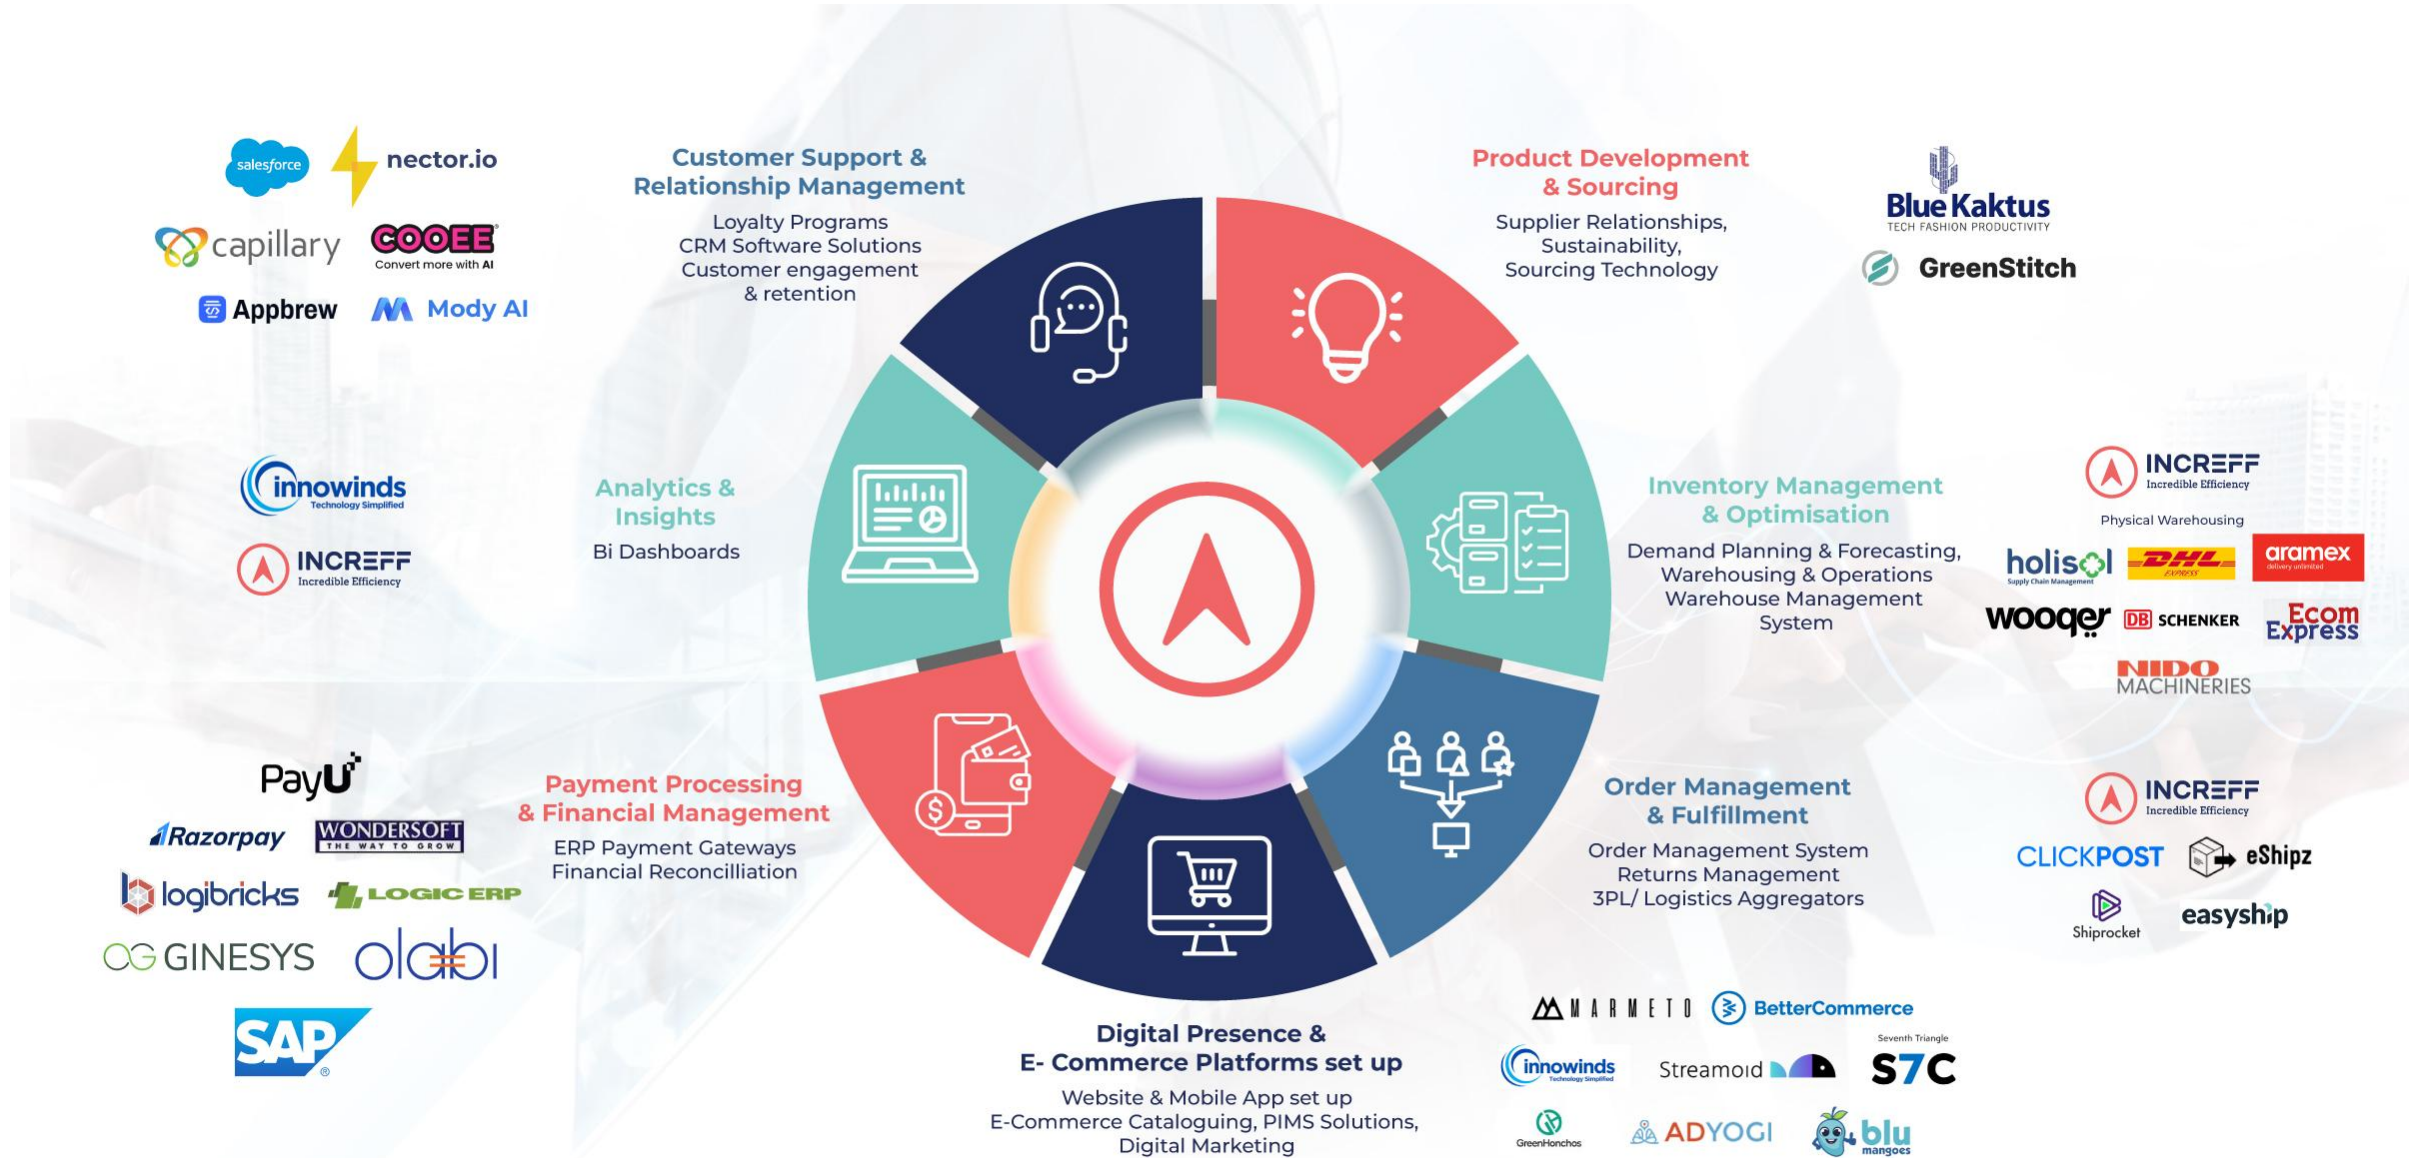 salesforce
nector.io
capillary
COOEE
Convert more with AI
Appbrew
Mody AI
Customer Support &
Relationship Management
Loyalty Programs
CRM Software Solutions
Customer engagement
& retention
Product Development
& Sourcing
Supplier Relationships,
Sustainability,
Sourcing Technology
Blue Kaktus
TECH FASHION PRODUCTIVITY
GreenStitch
innowinds
Technology Simplified
INCREFF
Incredible Efficiency
Analytics &
Insights
Bi Dashboards
Inventory Management
& Optimisation
Demand Planning & Forecasting,
Warehousing & Operations
Warehouse Management
System
INCREFF
Incredible Efficiency
Physical Warehousing
holisol
Supply Chain Management
DHL
EXPRESS
aramex
delivery unlimited
wooqer
DB SCHENKER
Ecom
Express
NIDO
MACHINERIES
PayU
Razorpay
WONDERSOFT
THE WAY TO GROW
logibricks
LOGIC ERP
GINESYS
olabi
SAP
®
Payment Processing
& Financial Management
ERP Payment Gateways
Financial Reconcilliation
$
Order Management
& Fulfillment
Order Management System
Returns Management
3PL/ Logistics Aggregators
INCREFF
Incredible Efficiency
CLICKPOST
eShipz
Shiprocket
easyship
Digital Presence &
E- Commerce Platforms set up
Website & Mobile App set up
E-Commerce Cataloguing, PIMS Solutions,
Digital Marketing
MARMETO
BetterCommerce
innowinds
Technology Simplified
Streamoid
Seventh Triangle
S7C
GreenHonchos
ADYOGI
blu
mangoes